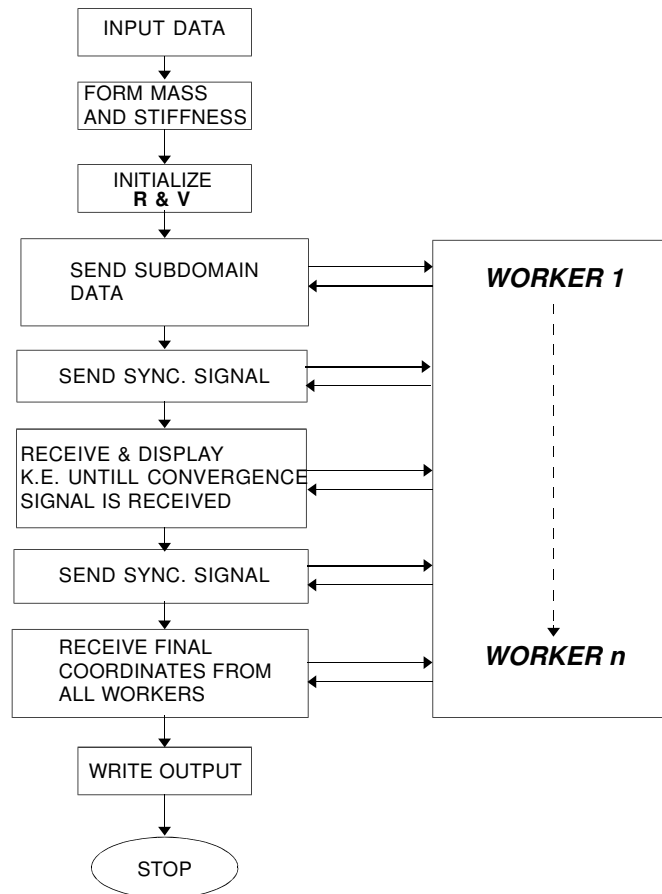 INPUT DATA
FORM MASS
AND STIFFNESS
INITIALIZE
R & V
SEND SUBDOMAIN
DATA
WORKER 1
SEND SYNC. SIGNAL
RECEIVE & DISPLAY
K.E. UNTILL CONVERGENCE
SIGNAL IS RECEIVED
SEND SYNC. SIGNAL
RECEIVE FINAL
COORDINATES FROM
ALL WORKERS
WORKER n
WRITE OUTPUT
STOP